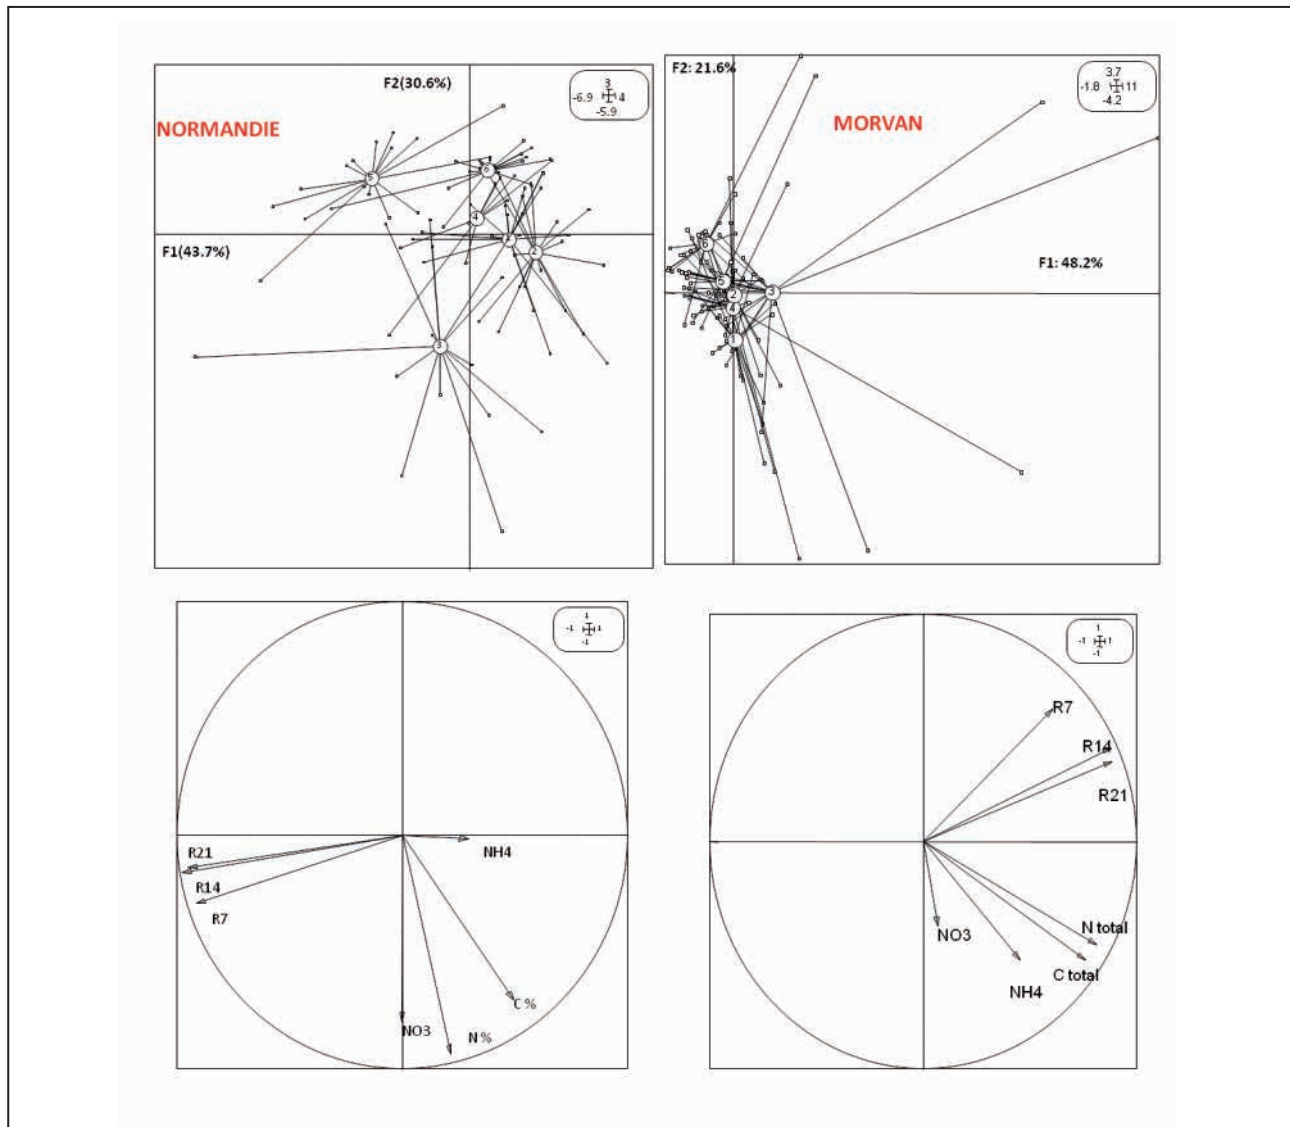 F2(30.6%)
3
-6.9 4
-5.9
NORMANDIE
5
6
4
1
2
F1(43.7%)
3
F2: 21.6%
3.7
-1.8 11
-4.2
MORVAN
6
F1: 48.2%
5
3
2
4
1
1
-1 1
-1
R21
NH4
R14
R7
C%
NO3
N%
1
-1 1
-1
R7
R14
R21
NO3
N total
C total
NH4